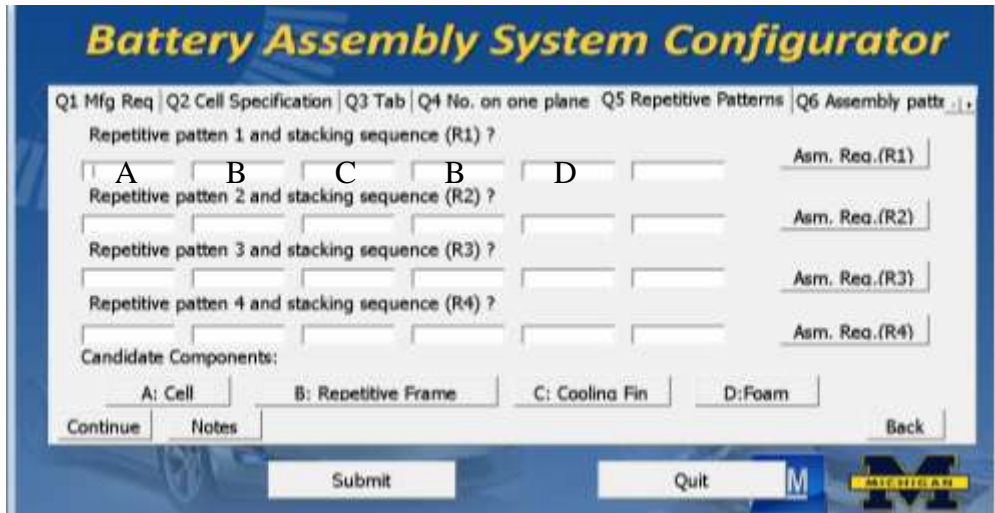 Battery Assembly System Configurator
Q1 Mfg Req Q2 Cell Specification Q3 Tab Q4 No. on one plane Q5 Repetitive Patterns Q6 Assembly patte
Repetitive patten 1 and stacking sequence (R1) ?
A B C B D Asm. Req.(R1)
Repetitive patten 2 and stacking sequence (R2) ?
Asm. Req.(R2)
Repetitive patten 3 and stacking sequence (R3) ?
Asm. Req.(R3)
Repetitive patten 4 and stacking sequence (R4) ?
Asm. Req.(R4)
Candidate Components:
A: Cell B: Repetitive Frame C: Cooling Fin D:Foam
Continue Notes Back
Submit Quit M MICHIGAN